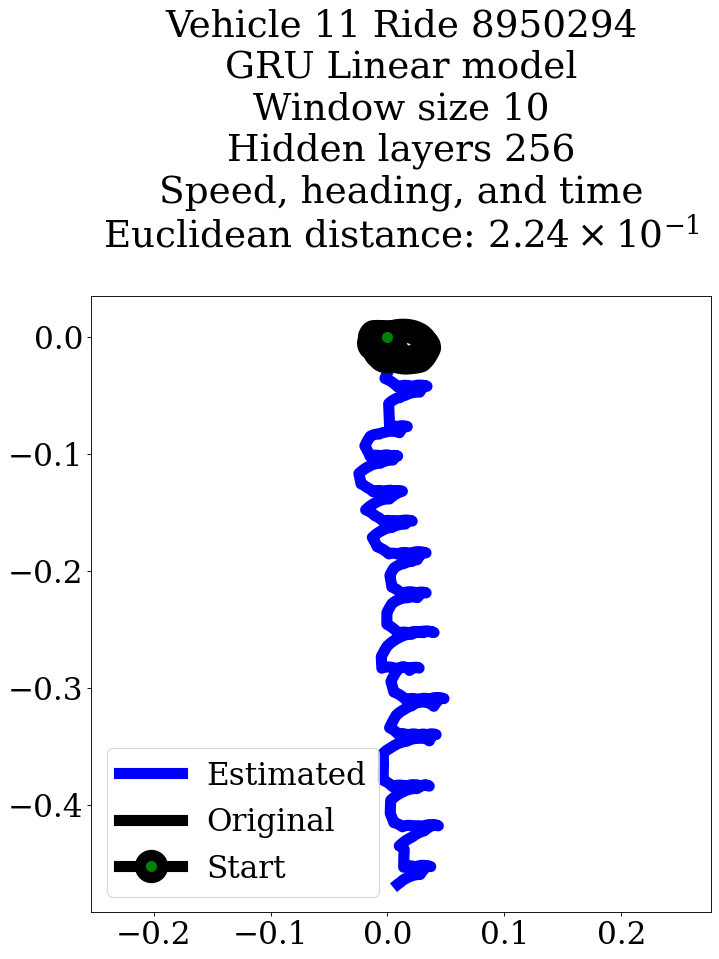 Vehicle 11 Ride 8950294
GRU Linear model
Window size 10
Hidden layers 256
Speed, heading, and time
Euclidean distance: 2.24 × 10⁻¹
0.0
−0.1
−0.2
−0.3
−0.4
Estimated
Original
Start
−0.2 −0.1 0.0 0.1 0.2